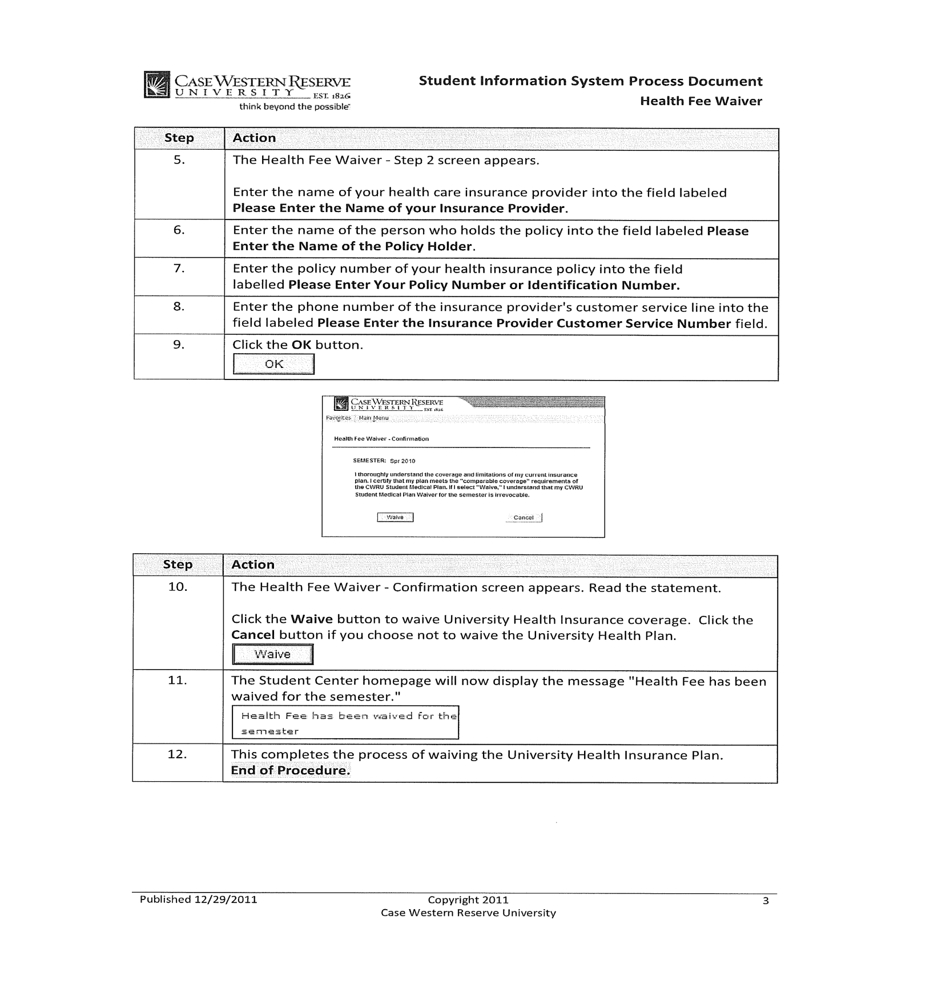 CASE WESTERN RESERVE
UNIVERSITY EST. 1826
think beyond the possible™
Student Information System Process Document
Health Fee Waiver
Step Action
5. The Health Fee Waiver - Step 2 screen appears.
Enter the name of your health care insurance provider into the field labeled
Please Enter the Name of your Insurance Provider.
6. Enter the name of the person who holds the policy into the field labeled Please
Enter the Name of the Policy Holder.
7. Enter the policy number of your health insurance policy into the field
labelled Please Enter Your Policy Number or Identification Number.
8. Enter the phone number of the insurance provider's customer service line into the
field labeled Please Enter the Insurance Provider Customer Service Number field.
9. Click the OK button.
OK
CASE WESTERN RESERVE
UNIVERSITY EST. 1826
Favorites Main Menu
Health Fee Waiver - Confirmation
SEMESTER: Spr 2010
I thoroughly understand the coverage and limitations of my current insurance
plan. I certify that my plan meets the "comparable coverage" requirements of
the CWRU Student Medical Plan. If I select "Waive," I understand that my CWRU
Student Medical Plan Waiver for the semester is irrevocable.
Waive Cancel
Step Action
10. The Health Fee Waiver - Confirmation screen appears. Read the statement.
Click the Waive button to waive University Health Insurance coverage. Click the
Cancel button if you choose not to waive the University Health Plan.
Waive
11. The Student Center homepage will now display the message "Health Fee has been
waived for the semester."
Health Fee has been waived for the
semester
12. This completes the process of waiving the University Health Insurance Plan.
End of Procedure.
Published 12/29/2011 Copyright 2011 3
Case Western Reserve University